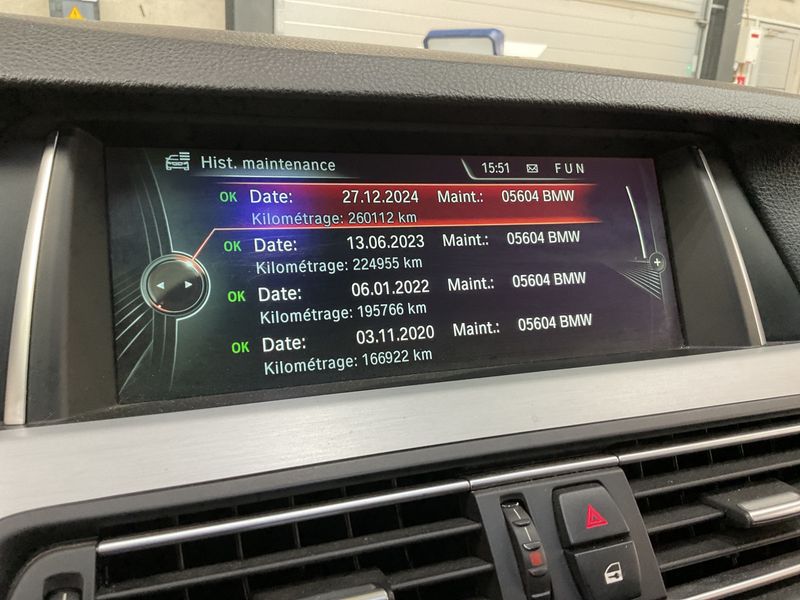 Hist. maintenance 15:51 FUN
OK Date: 27.12.2024 Maint.: 05604 BMW
Kilométrage: 260112 km
OK Date: 13.06.2023 Maint.: 05604 BMW
Kilométrage: 224955 km
OK Date: 06.01.2022 Maint.: 05604 BMW
Kilométrage: 195766 km
OK Date: 03.11.2020 Maint.: 05604 BMW
Kilométrage: 166922 km